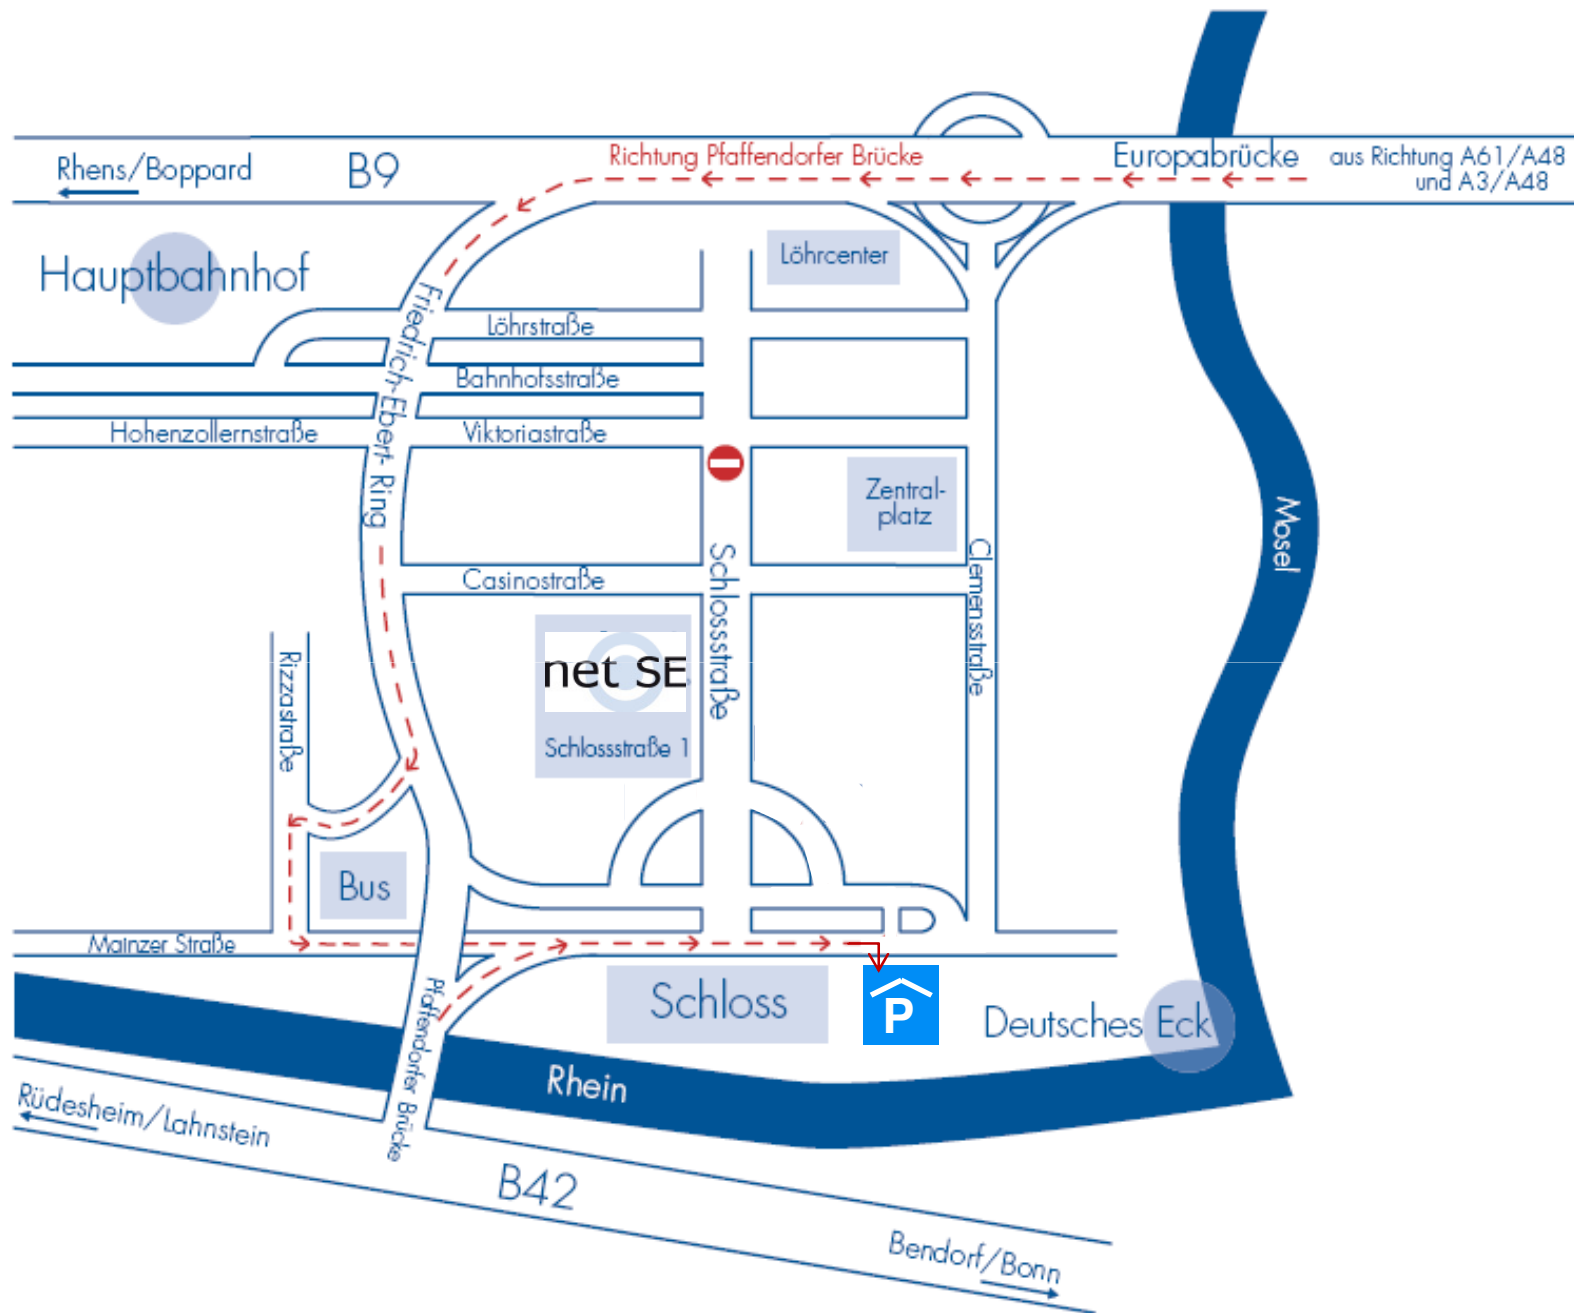 Richtung Pfaffendorfer Brücke
Europabrücke
aus Richtung A61/A48
und A3/A48
Rhens/Boppard
B9
Löhrcenter
Hauptbahnhof
Friedrich-Ebert-Ring
Löhrstraße
Bahnhofsstraße
Hohenzollernstraße
Viktoriastraße
Zentral-
platz
Mosel
Schlossstraße
Clemensstraße
Casinostraße
net SE
Schlossstraße 1
Rizzastraße
Bus
Mainzer Straße
Schloss
P
Deutsches Eck
Pfaffendorfer Brücke
Rhein
Rüdesheim/Lahnstein
B42
Bendorf/Bonn